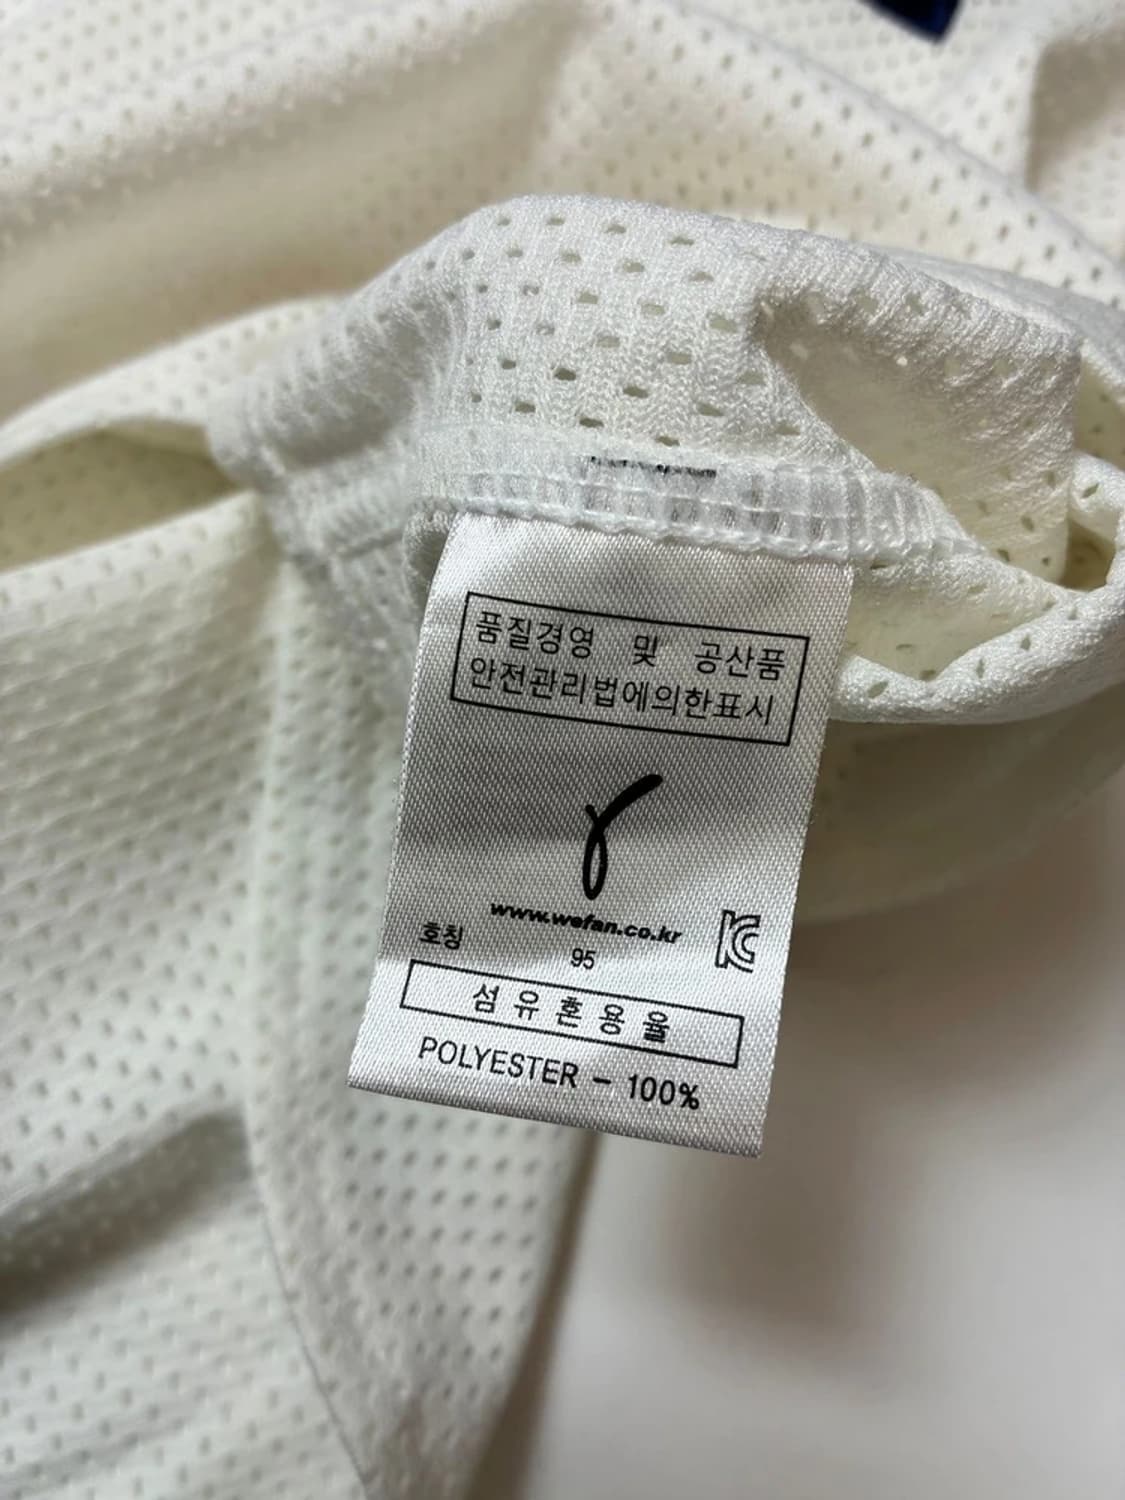 품질경영 및 공산품
안전관리법에의한표시
www.wefan.co.kr
호칭 95
섬유혼용율
POLYESTER - 100%